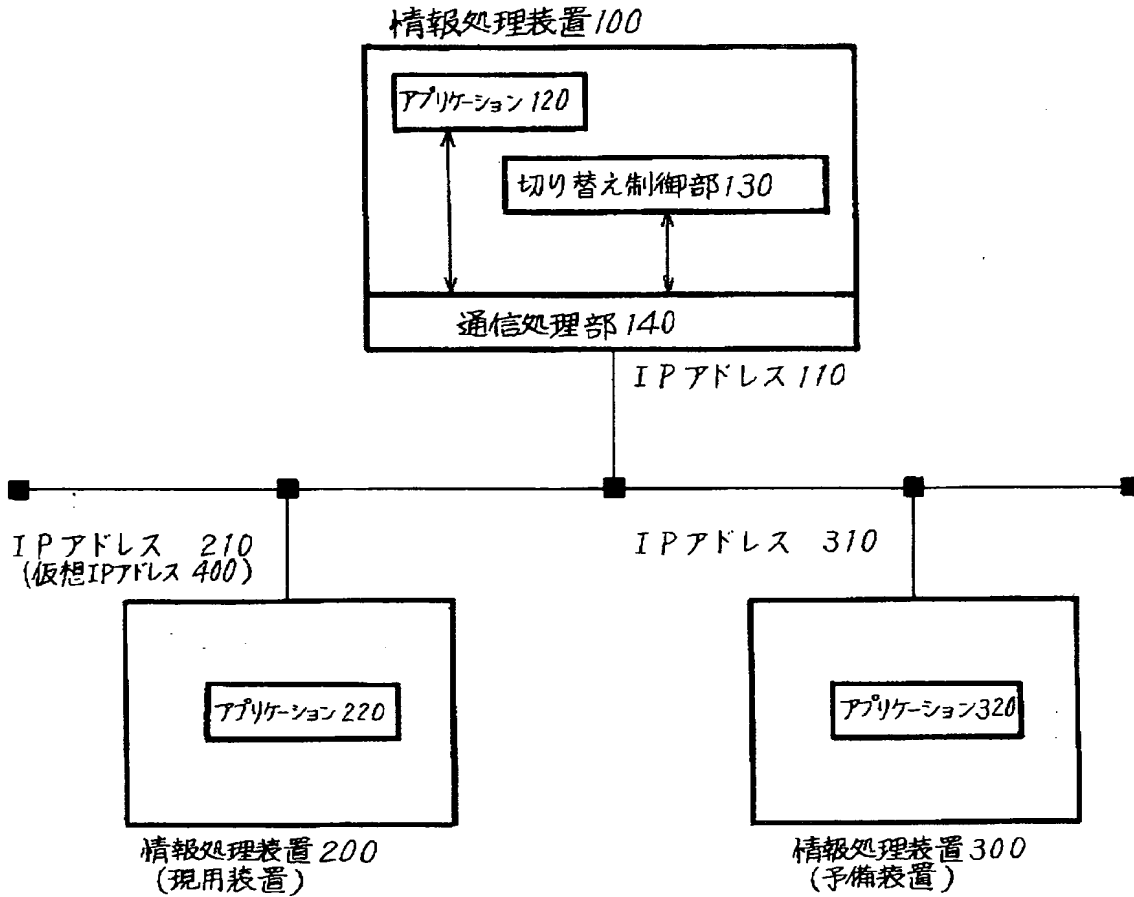 情報処理装置100
アプリケーション120
切り替え制御部130
通信処理部140
IPアドレス110
IPアドレス 210
(仮想IPアドレス 400)
IPアドレス 310
アプリケーション220
アプリケーション320
情報処理装置200
(現用装置)
情報処理装置300
(予備装置)